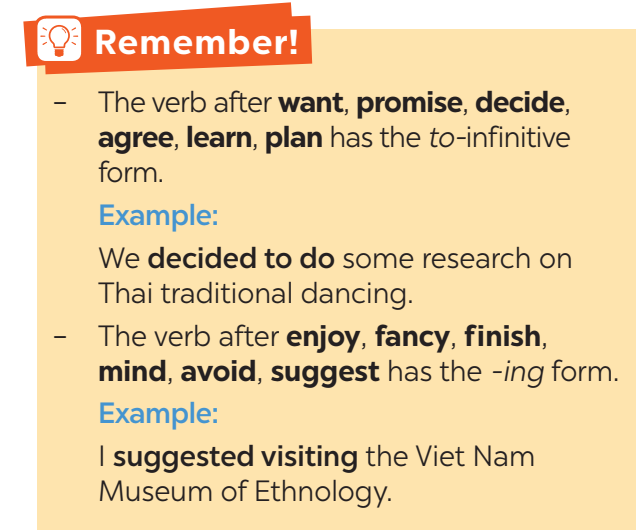 Remember!
– The verb after want, promise, decide,
agree, learn, plan has the to-infinitive
form.
Example:
We decided to do some research on
Thai traditional dancing.
– The verb after enjoy, fancy, finish,
mind, avoid, suggest has the -ing form.
Example:
I suggested visiting the Viet Nam
Museum of Ethnology.